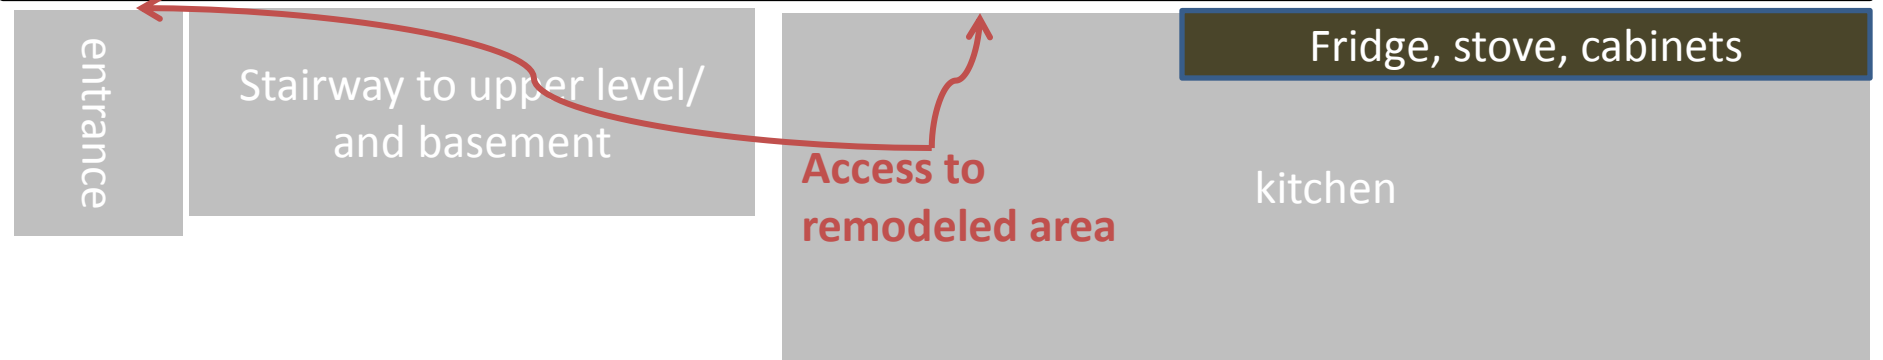 entrance
Stairway to upper level/
and basement
Access to
remodeled area
Fridge, stove, cabinets
kitchen